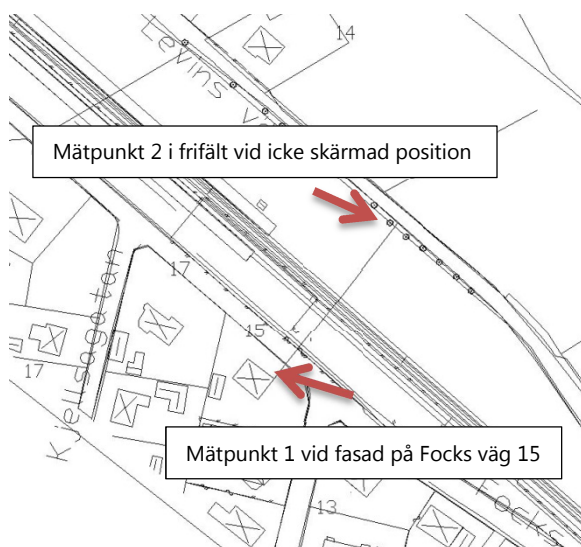 14
Levins v
Mätpunkt 2 i frifält vid icke skärmad position
17
15
17
Kjellsagatan
Mätpunkt 1 vid fasad på Focks väg 15
13
Focks